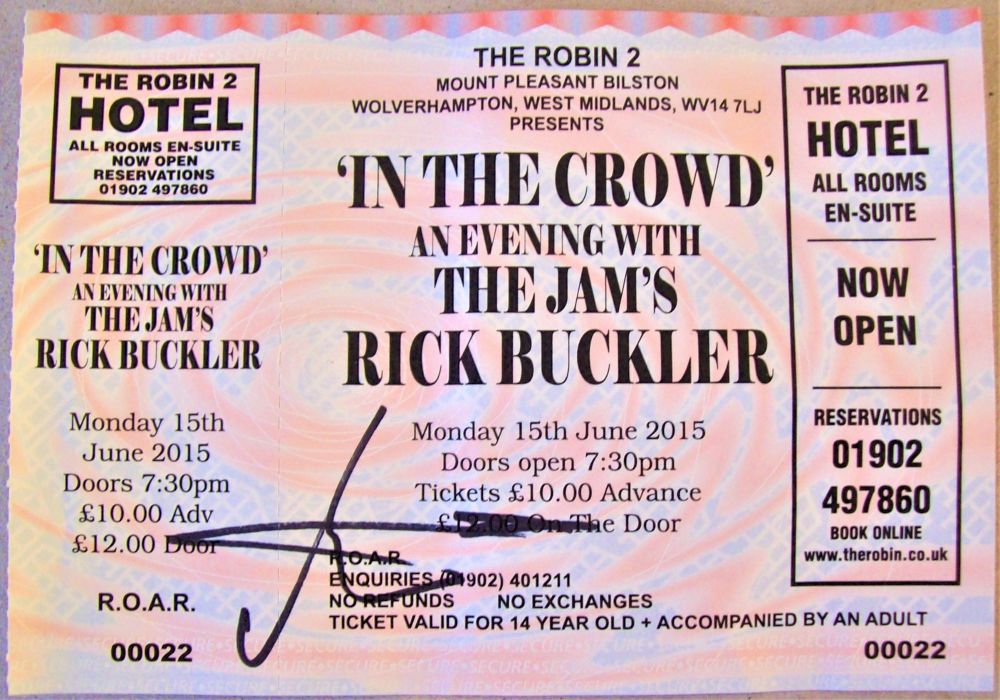 THE ROBIN 2
HOTEL
ALL ROOMS EN-SUITE
NOW OPEN
RESERVATIONS
01902 497860
'IN THE CROWD'
AN EVENING WITH
THE JAM'S
RICK BUCKLER
Monday 15th
June 2015
Doors 7:30pm
£10.00 Adv
£12.00 Door
R.O.A.R.
00022
THE ROBIN 2
MOUNT PLEASANT BILSTON
WOLVERHAMPTON, WEST MIDLANDS, WV14 7LJ
PRESENTS
'IN THE CROWD'
AN EVENING WITH
THE JAM'S
RICK BUCKLER
Monday 15th June 2015
Doors open 7:30pm
Tickets £10.00 Advance
£12.00 On The Door
R.O.A.R.
ENQUIRIES (01902) 401211
NO REFUNDS NO EXCHANGES
TICKET VALID FOR 14 YEAR OLD + ACCOMPANIED BY AN ADULT
00022
THE ROBIN 2
HOTEL
ALL ROOMS
EN-SUITE
NOW
OPEN
RESERVATIONS
01902
497860
BOOK ONLINE
www.therobin.co.uk